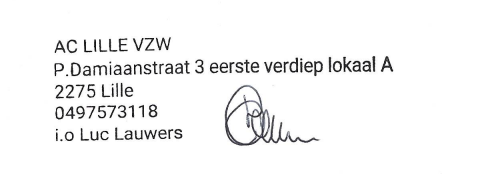 AC LILLE VZW
P.Damiaanstraat 3 eerste verdiep lokaal A
2275 Lille
0497573118
i.o Luc Lauwers